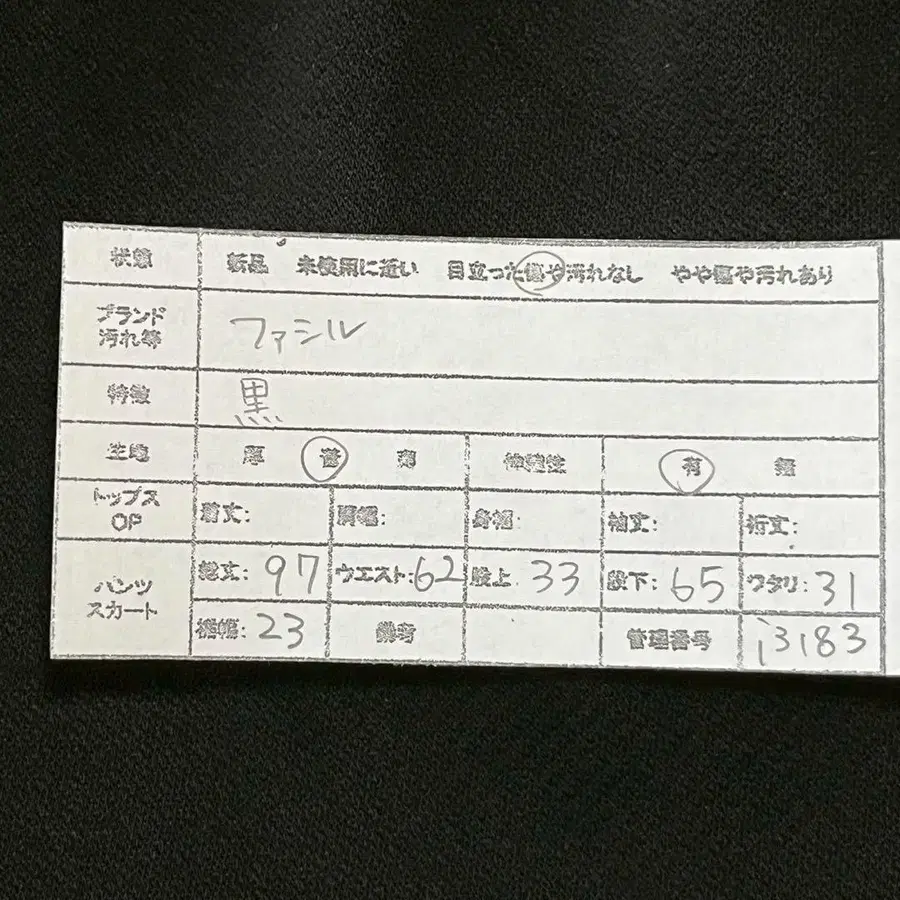 状態 新品 未使用に近い 目立った傷や汚れなし やや傷や汚れあり
ブランド
汚れ等 ファシル
特徴 黒
生地 厚 普 薄 伸縮性 有 無
トップス
OP 着丈: 肩幅: 身幅: 袖丈: 裄丈:
パンツ
スカート 総丈: 97 ウエスト: 62 股上 33 股下: 65 ワタリ: 31
裾幅: 23 備考 管理番号 i3183